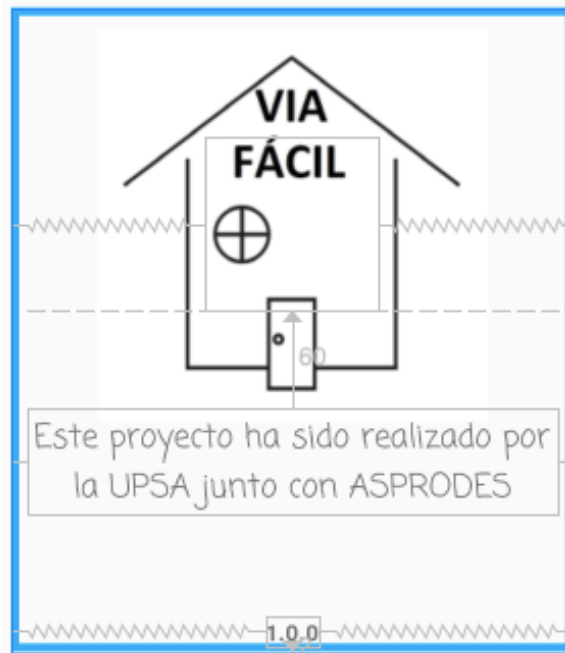 VIA
FÁCIL
60
Este proyecto ha sido realizado por
la UPSA junto con ASPRODES
1.0.0